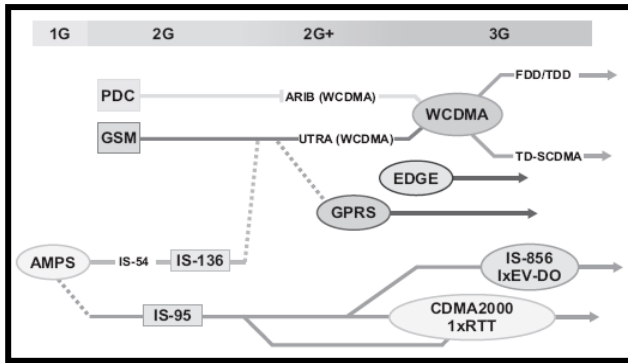 1G 2G 2G+ 3G
FDD/TDD
PDC ARIB (WCDMA)
WCDMA
GSM UTRA (WCDMA)
TD-SCDMA
EDGE
GPRS
AMPS IS-54 IS-136
IS-856
IxEV-DO
IS-95
CDMA2000
1xRTT